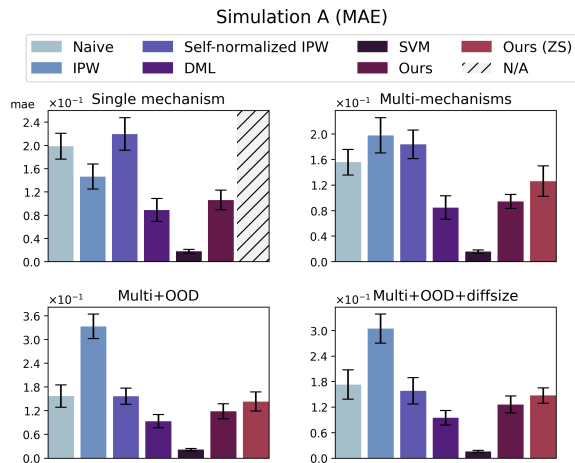 Simulation A (MAE)
Naive
Self-normalized IPW
SVM
Ours (ZS)
IPW
DML
Ours
N/A
mae
×10⁻¹
Single mechanism
2.4
2.0
1.6
1.2
0.8
0.4
0.0
×10⁻¹
Multi-mechanisms
2.0
1.6
1.2
0.8
0.4
0.0
×10⁻¹
Multi+OOD
3.6
3.0
2.4
1.8
1.2
0.6
0.0
×10⁻¹
Multi+OOD+diffsize
3.0
2.4
1.8
1.2
0.6
0.0